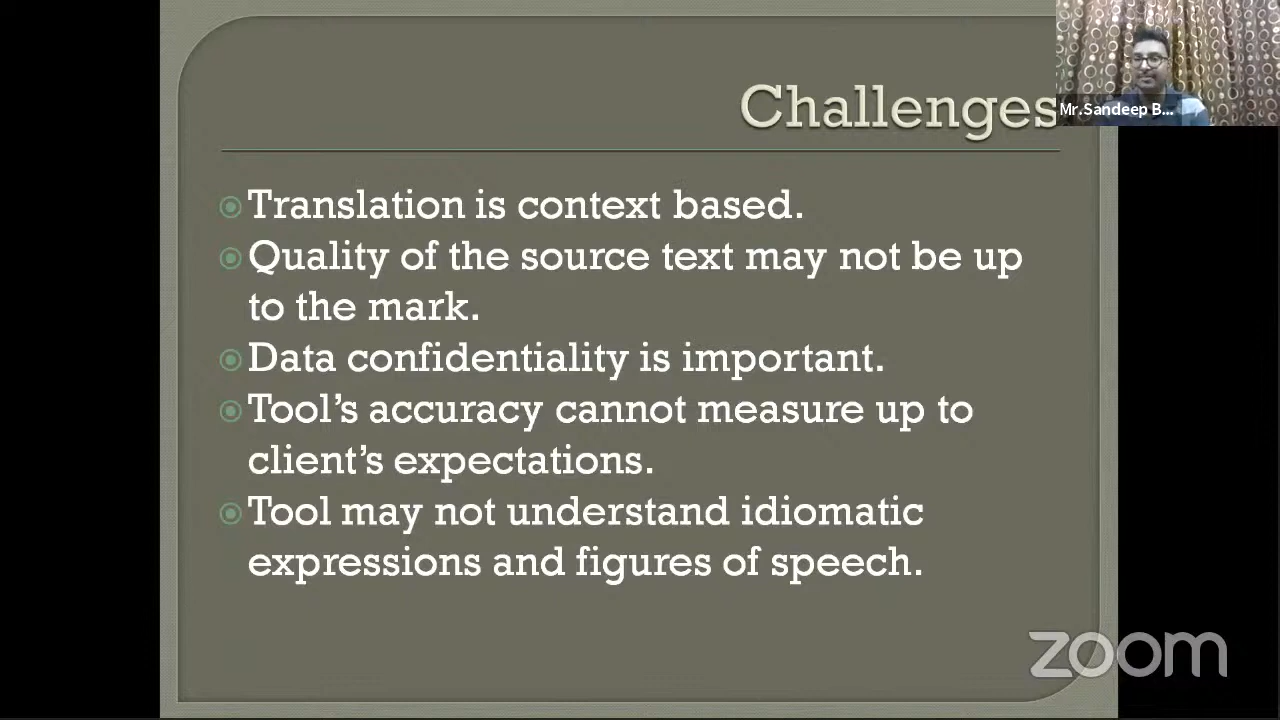 Challenges
Mr.Sandeep B...
Translation is context based.
Quality of the source text may not be up
to the mark.
Data confidentiality is important.
Tool’s accuracy cannot measure up to
client’s expectations.
Tool may not understand idiomatic
expressions and figures of speech.
zoom